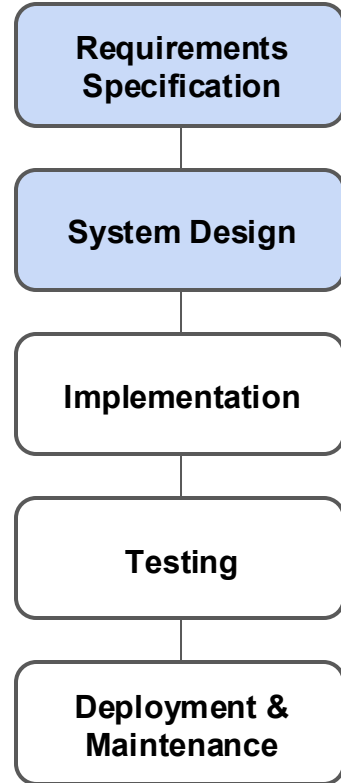 Requirements
Specification
System Design
Implementation
Testing
Deployment &
Maintenance